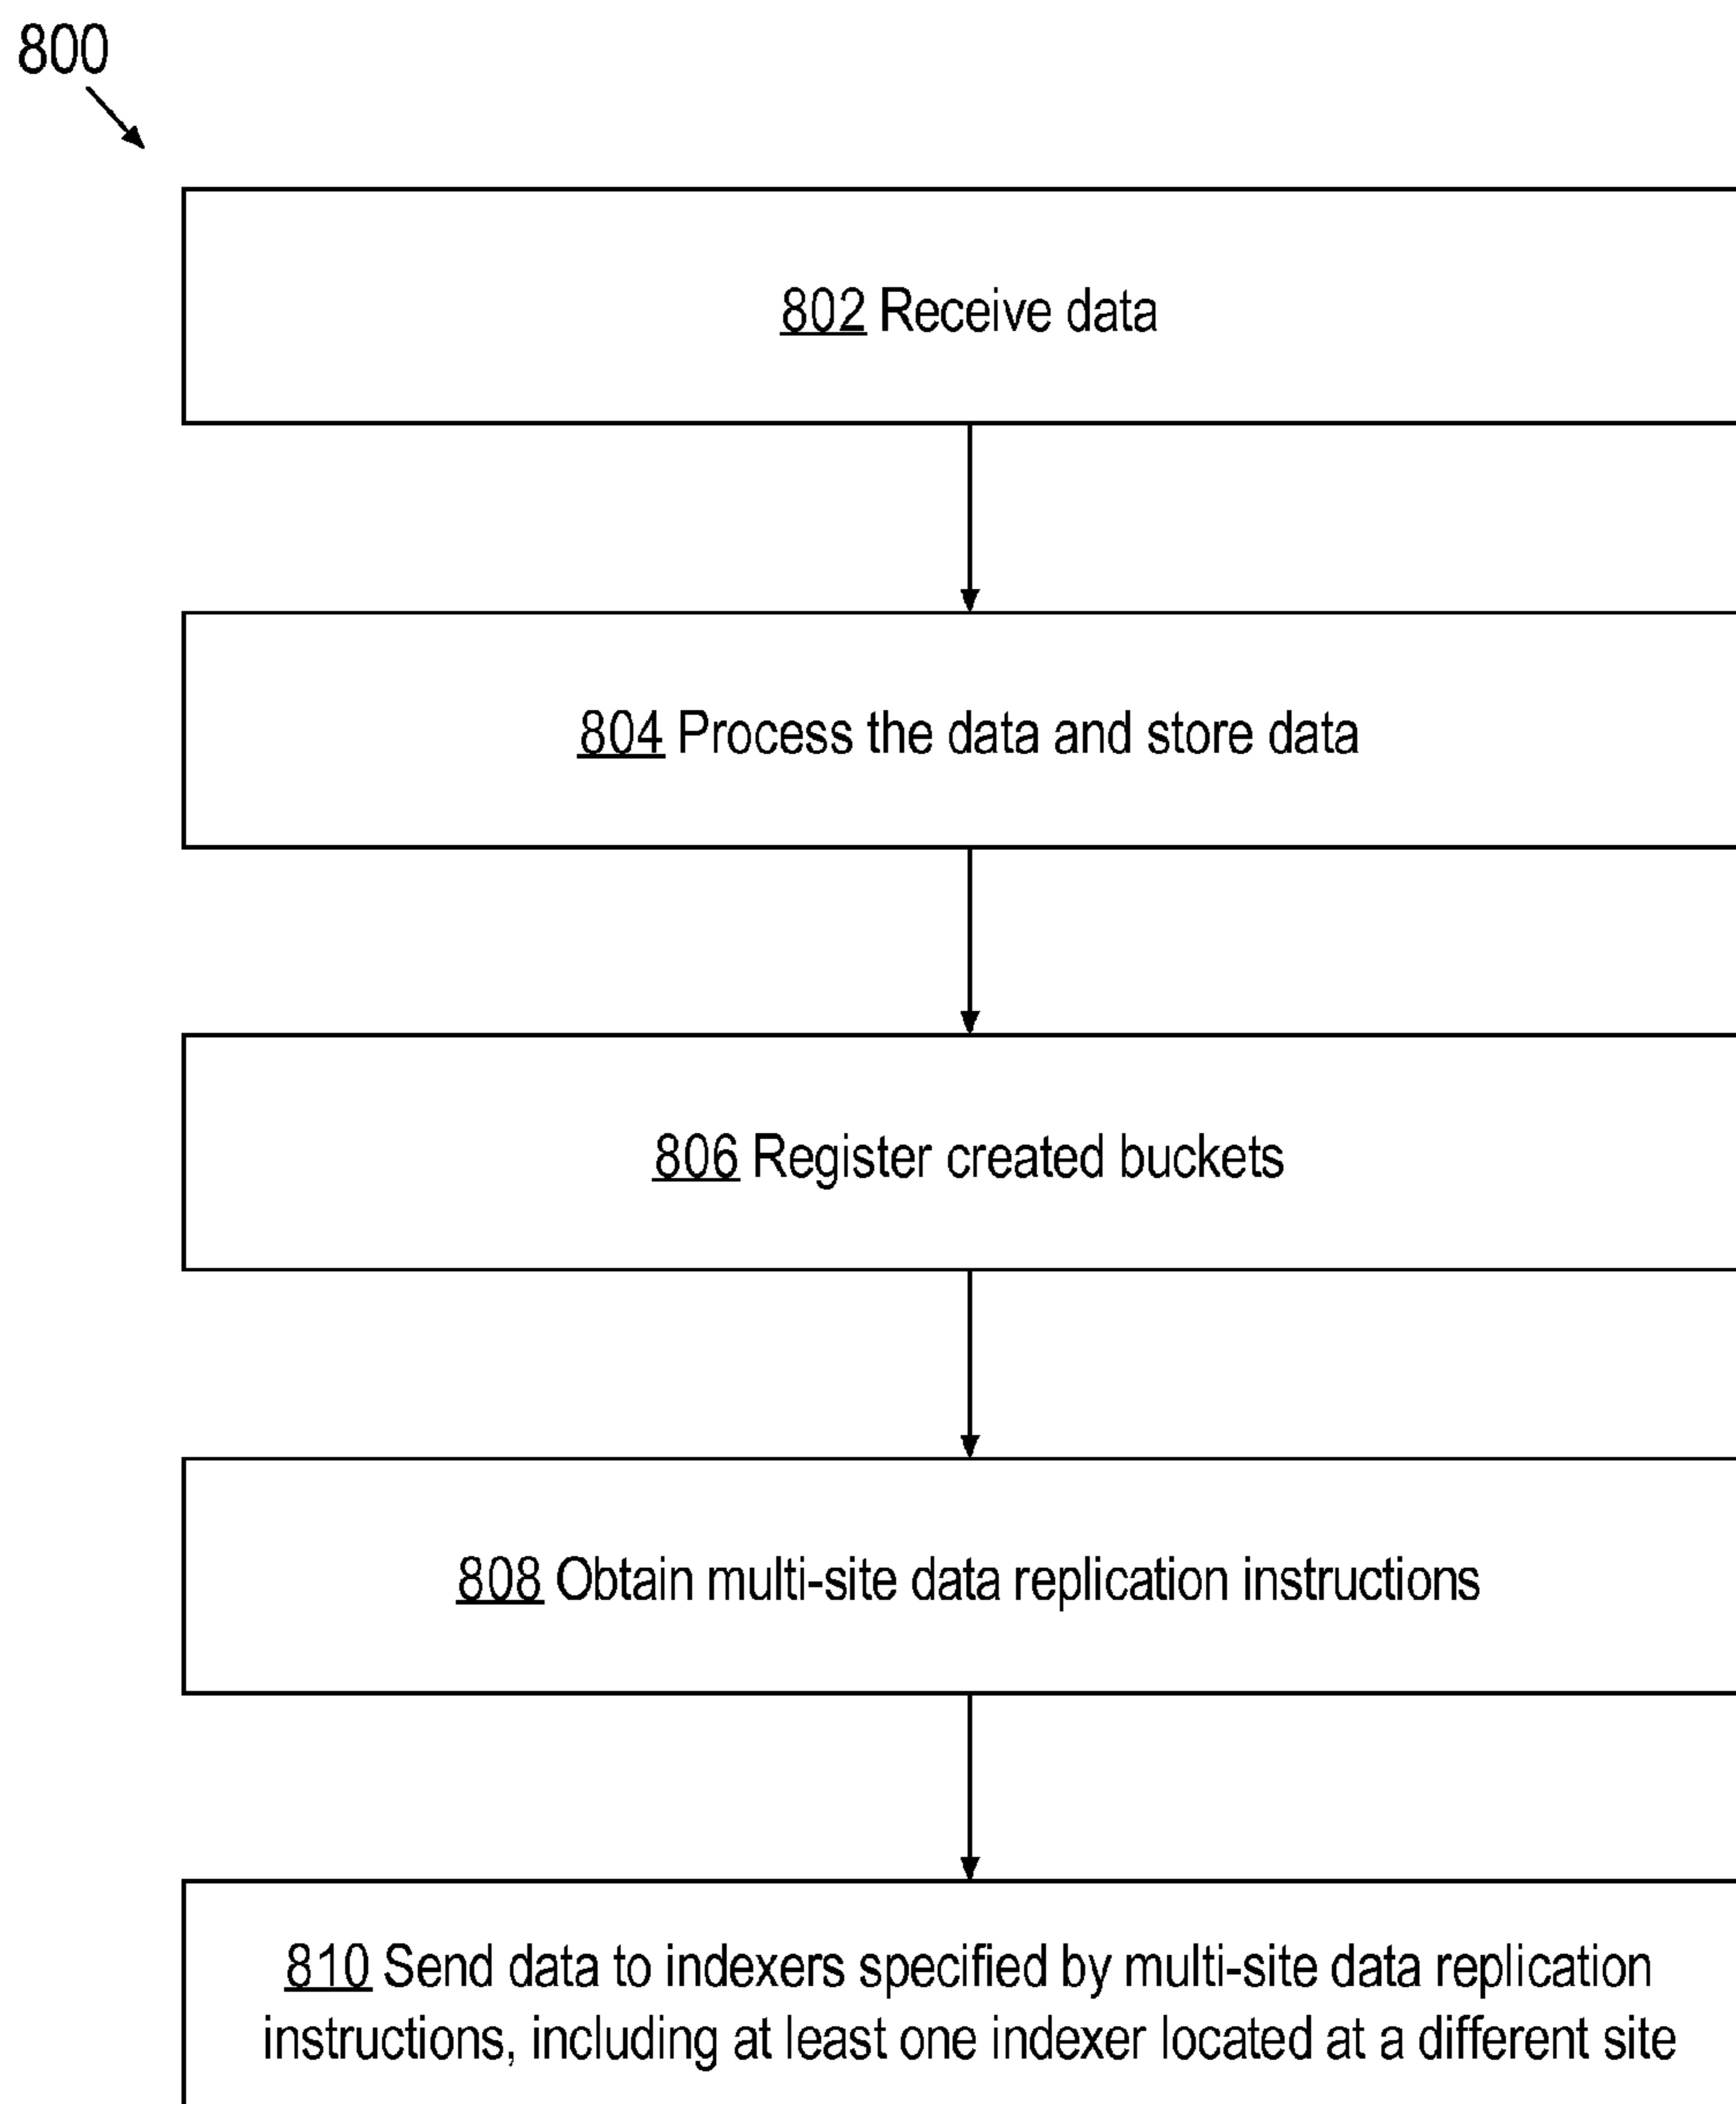 800
802 Receive data
804 Process the data and store data
806 Register created buckets
808 Obtain multi-site data replication instructions
810 Send data to indexers specified by multi-site data replication
instructions, including at least one indexer located at a different site